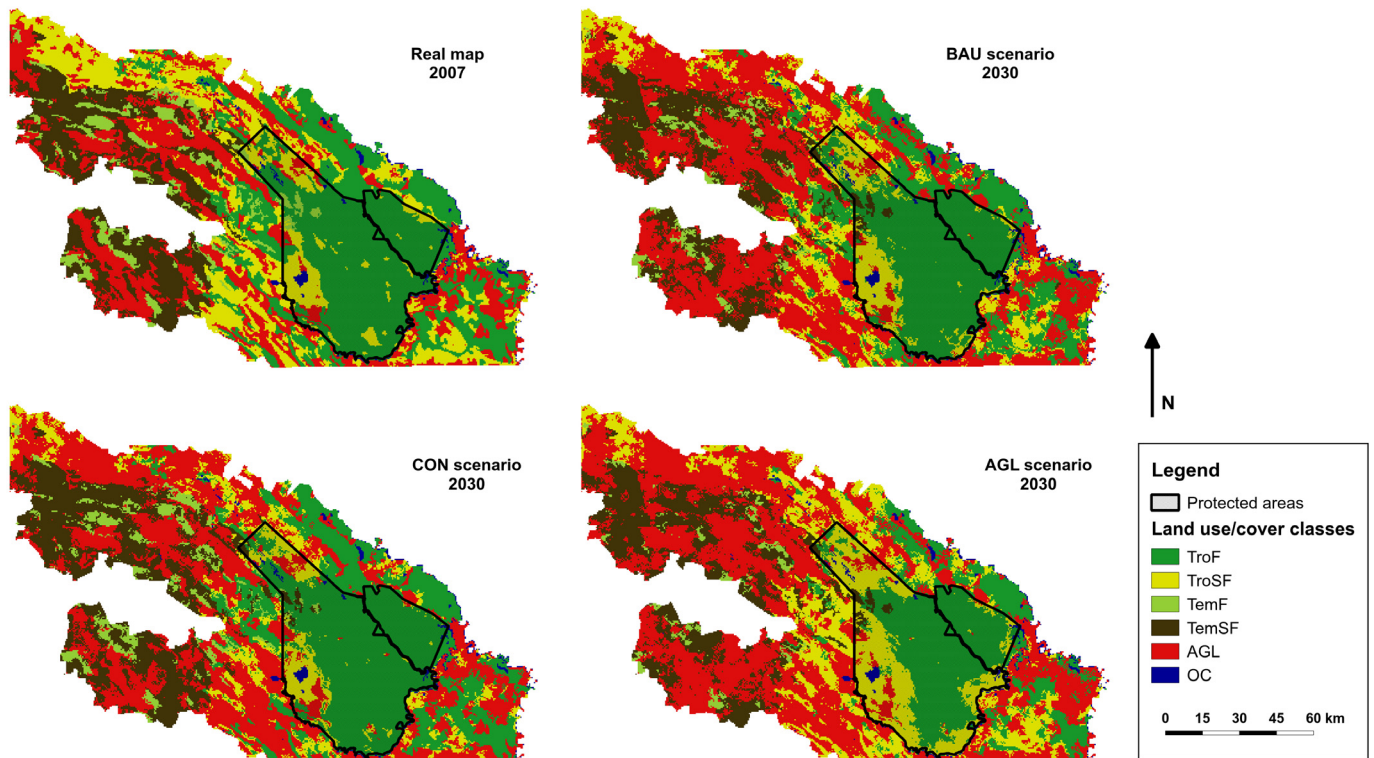 Real map
2007
BAU scenario
2030
CON scenario
2030
AGL scenario
2030
N
Legend
Protected areas
Land use/cover classes
TroF
TroSF
TemF
TemSF
AGL
OC
0 15 30 45 60 km